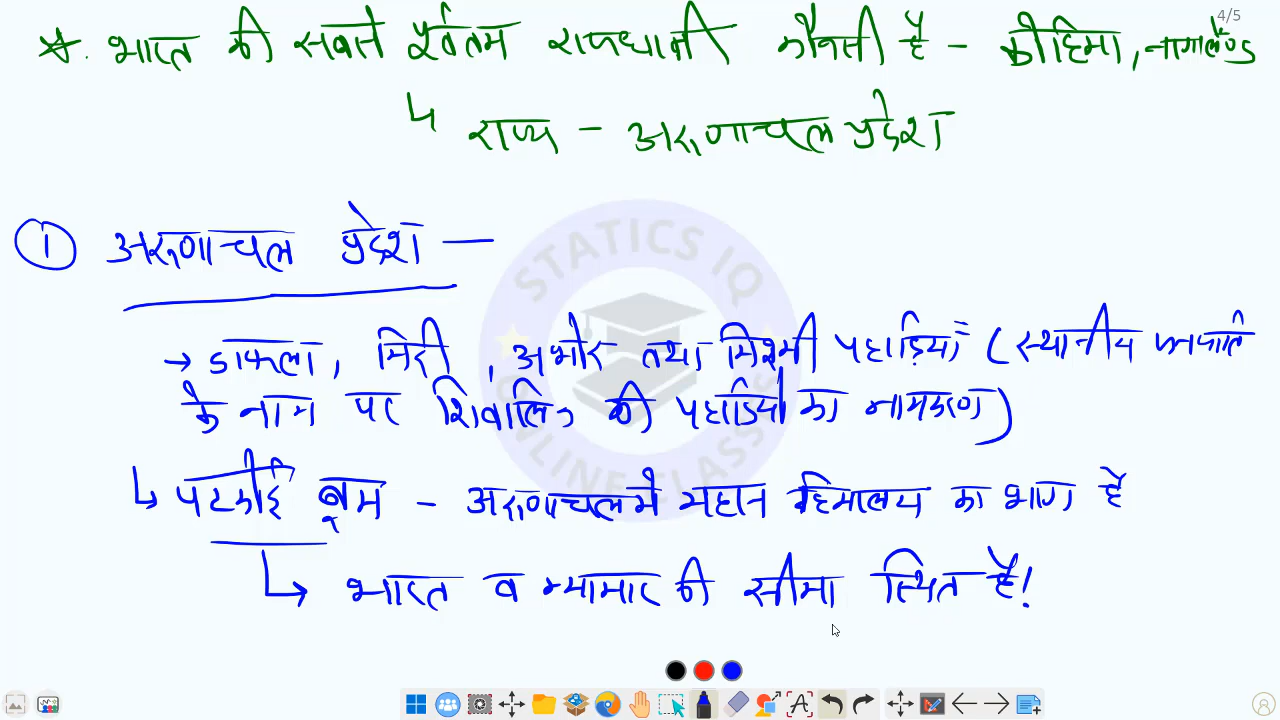 4/5
* भारत की सबसे पूर्वतम राजधानी कौनसी है - कोहिमा, नागालैण्ड
↳ राज्य - अरुणाचल प्रदेश
① अरुणाचल प्रदेश —
→ डाफला, मिरी, अभोर तथा मिश्मी पहाड़ियाँ = (स्थानीय जनजाति
के नाम पर शिवालिक की पहाडियों का नामकरण)
↳ पटकोई बूम - अरुणाचल मे महान हिमालय का भाग है
↳ भारत व म्यामार की सीमा स्थित है!
STATICS IQ
ONLINE CLASSES